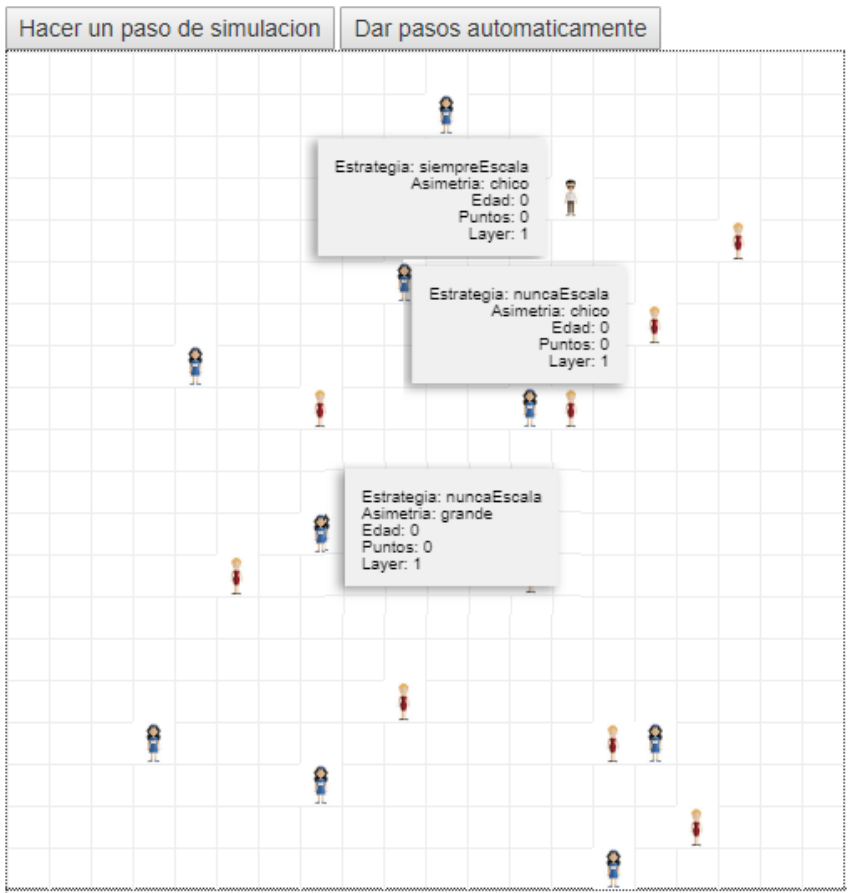 Hacer un paso de simulacion
Dar pasos automaticamente
Estrategia: siempreEscala
Asimetria: chico
Edad: 0
Puntos: 0
Layer: 1
Estrategia: nuncaEscala
Asimetria: chico
Edad: 0
Puntos: 0
Layer: 1
Estrategia: nuncaEscala
Asimetria: grande
Edad: 0
Puntos: 0
Layer: 1